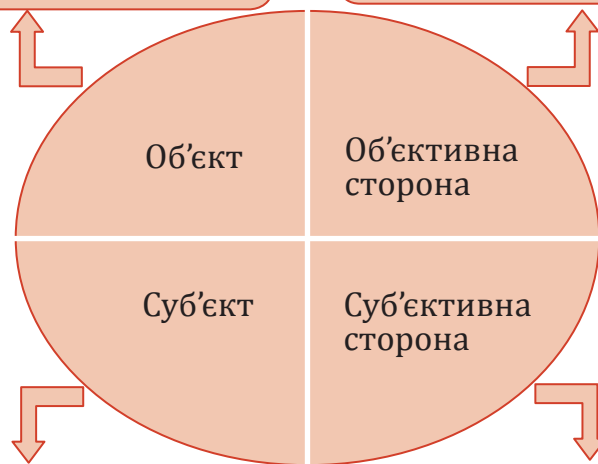 Об’єкт
Об’єктивна
сторона
Суб’єкт
Суб’єктивна
сторона